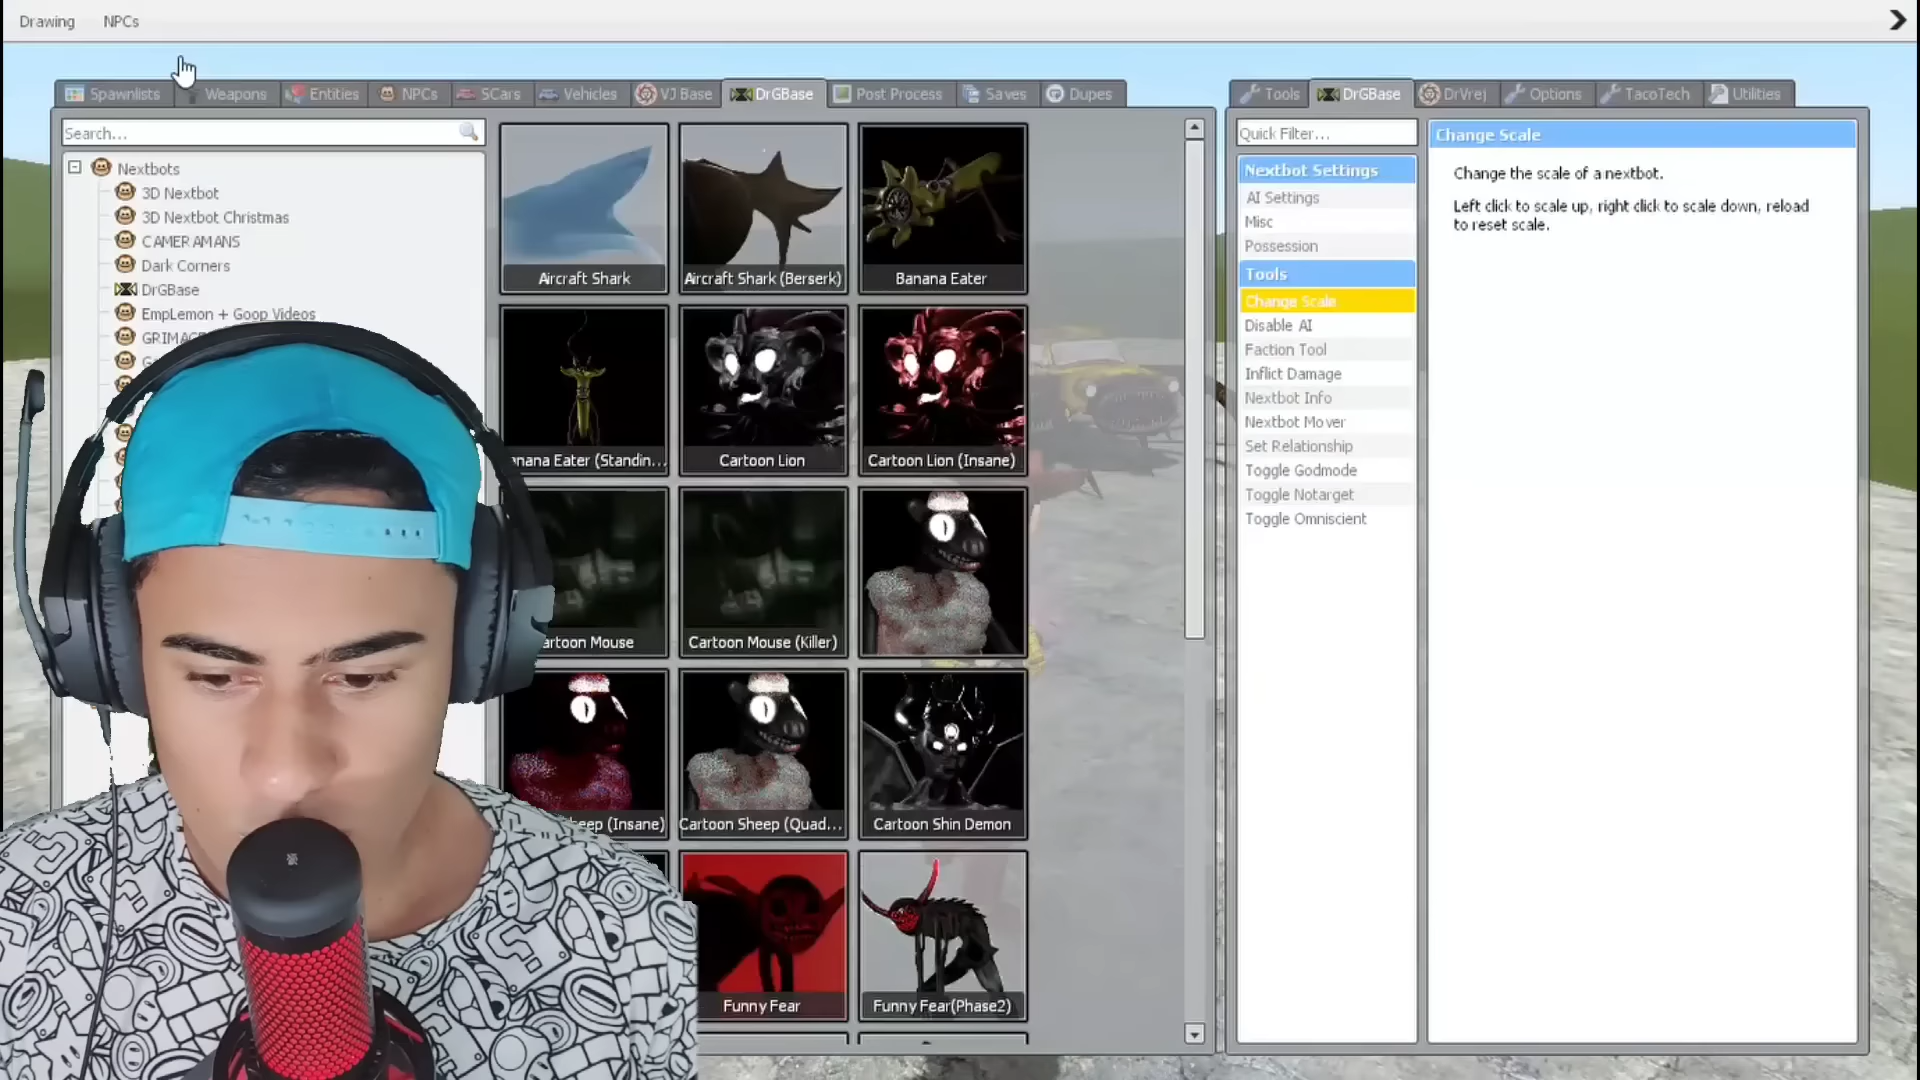 Drawing NPCs
Spawnlists Weapons Entities NPCs SCars Vehicles VJ Base DrGBase Post Process Saves Dupes
Search...
Nextbots
3D Nextbot
3D Nextbot Christmas
CAMERAMANS
Dark Corners
DrGBase
EmpLemon + Goop Videos
Aircraft Shark
Aircraft Shark (Berserk)
Banana Eater
Cartoon Lion
Cartoon Lion (Insane)
Cartoon Mouse (Killer)
(Insane)
Cartoon Sheep (Quad...
Cartoon Shin Demon
Funny Fear
Funny Fear(Phase2)
Tools DrGBase DrVrej Options TacoTech Utilities
Quick Filter...
Nextbot Settings
AI Settings
Misc
Possession
Tools
Change Scale
Disable AI
Faction Tool
Inflict Damage
Nextbot Info
Nextbot Mover
Set Relationship
Toggle Godmode
Toggle Notarget
Toggle Omniscient
Change Scale
Change the scale of a nextbot.
Left click to scale up, right click to scale down, reload
to reset scale.